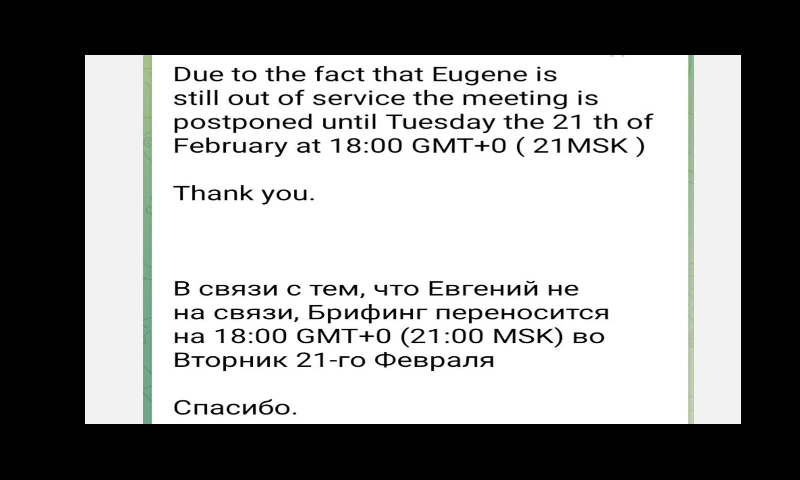 Due to the fact that Eugene is
still out of service the meeting is
postponed until Tuesday the 21 th of
February at 18:00 GMT+0 ( 21MSK )
Thank you.
В связи с тем, что Евгений не
на связи, Брифинг переносится
на 18:00 GMT+0 (21:00 MSK) во
Вторник 21-го Февраля
Спасибо.